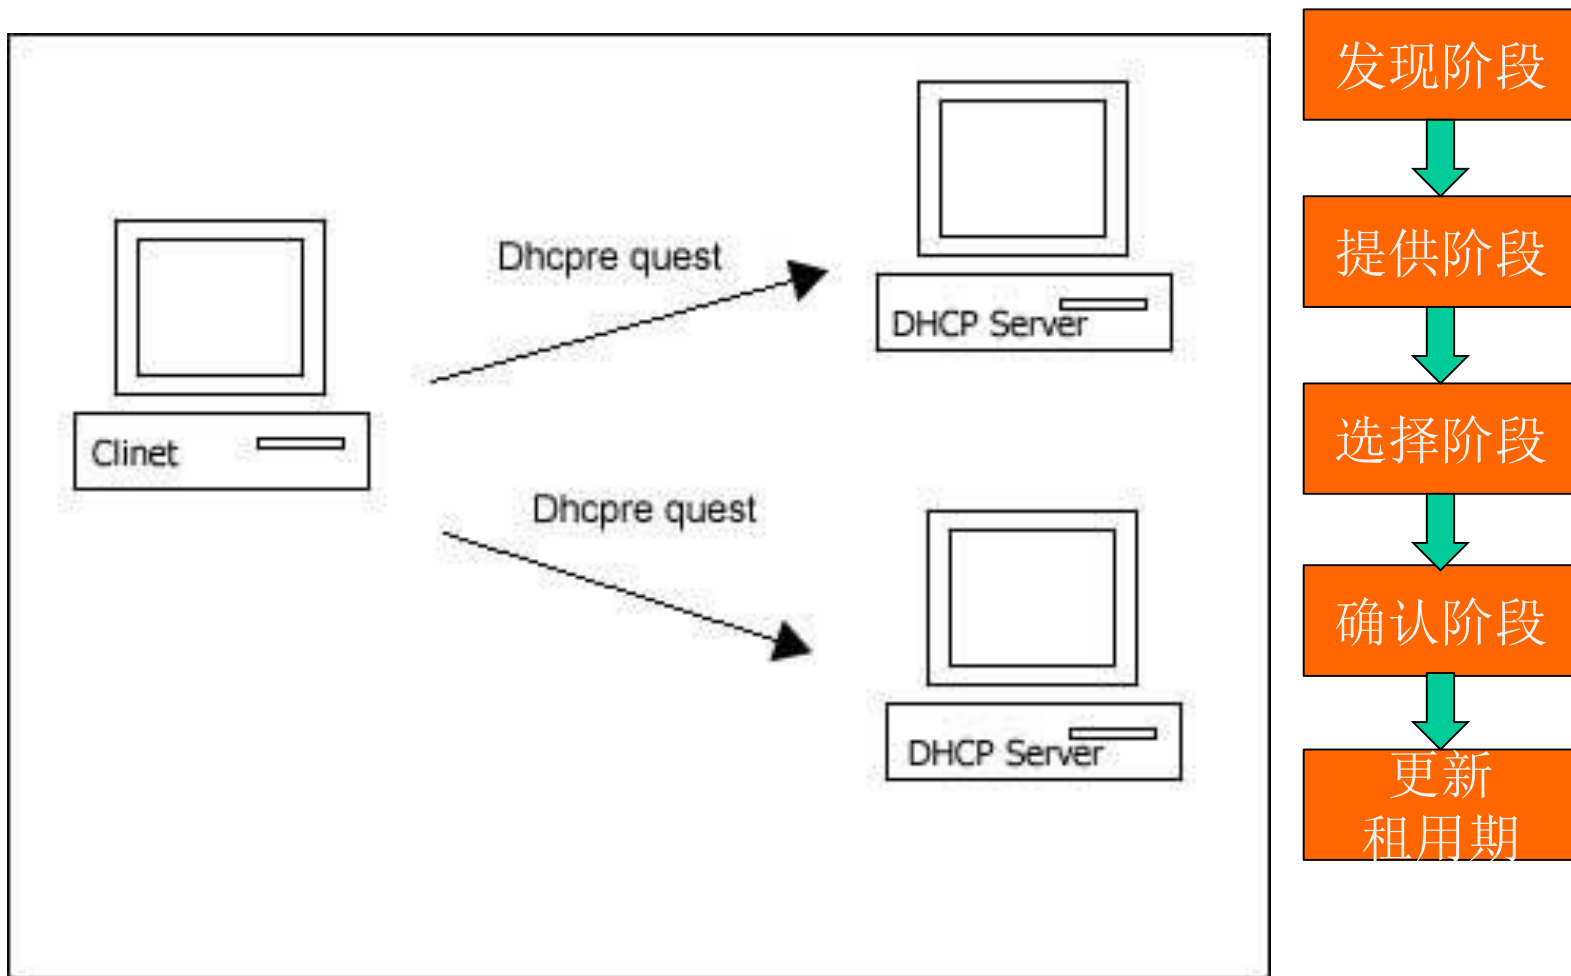 Dhcpre quest
DHCP Server
Clinet
Dhcpre quest
DHCP Server
发现阶段
提供阶段
选择阶段
确认阶段
更新
租用期